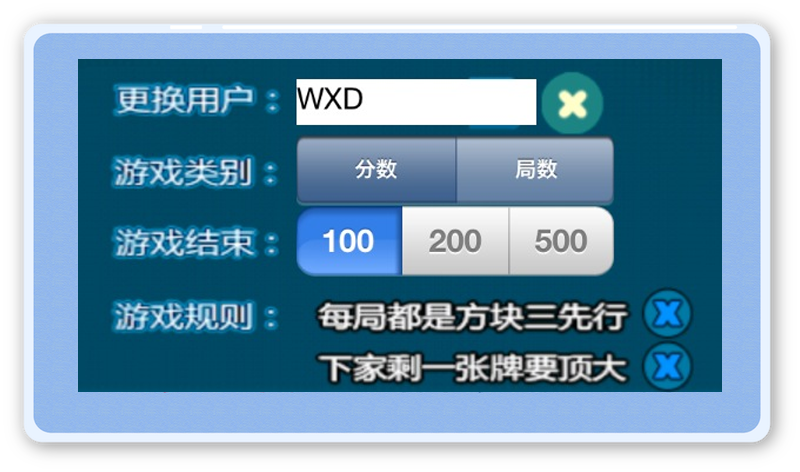 更换用户：WXD
游戏类别：分数 局数
游戏结束：100 200 500
游戏规则：每局都是方块三先行
下家剩一张牌要顶大